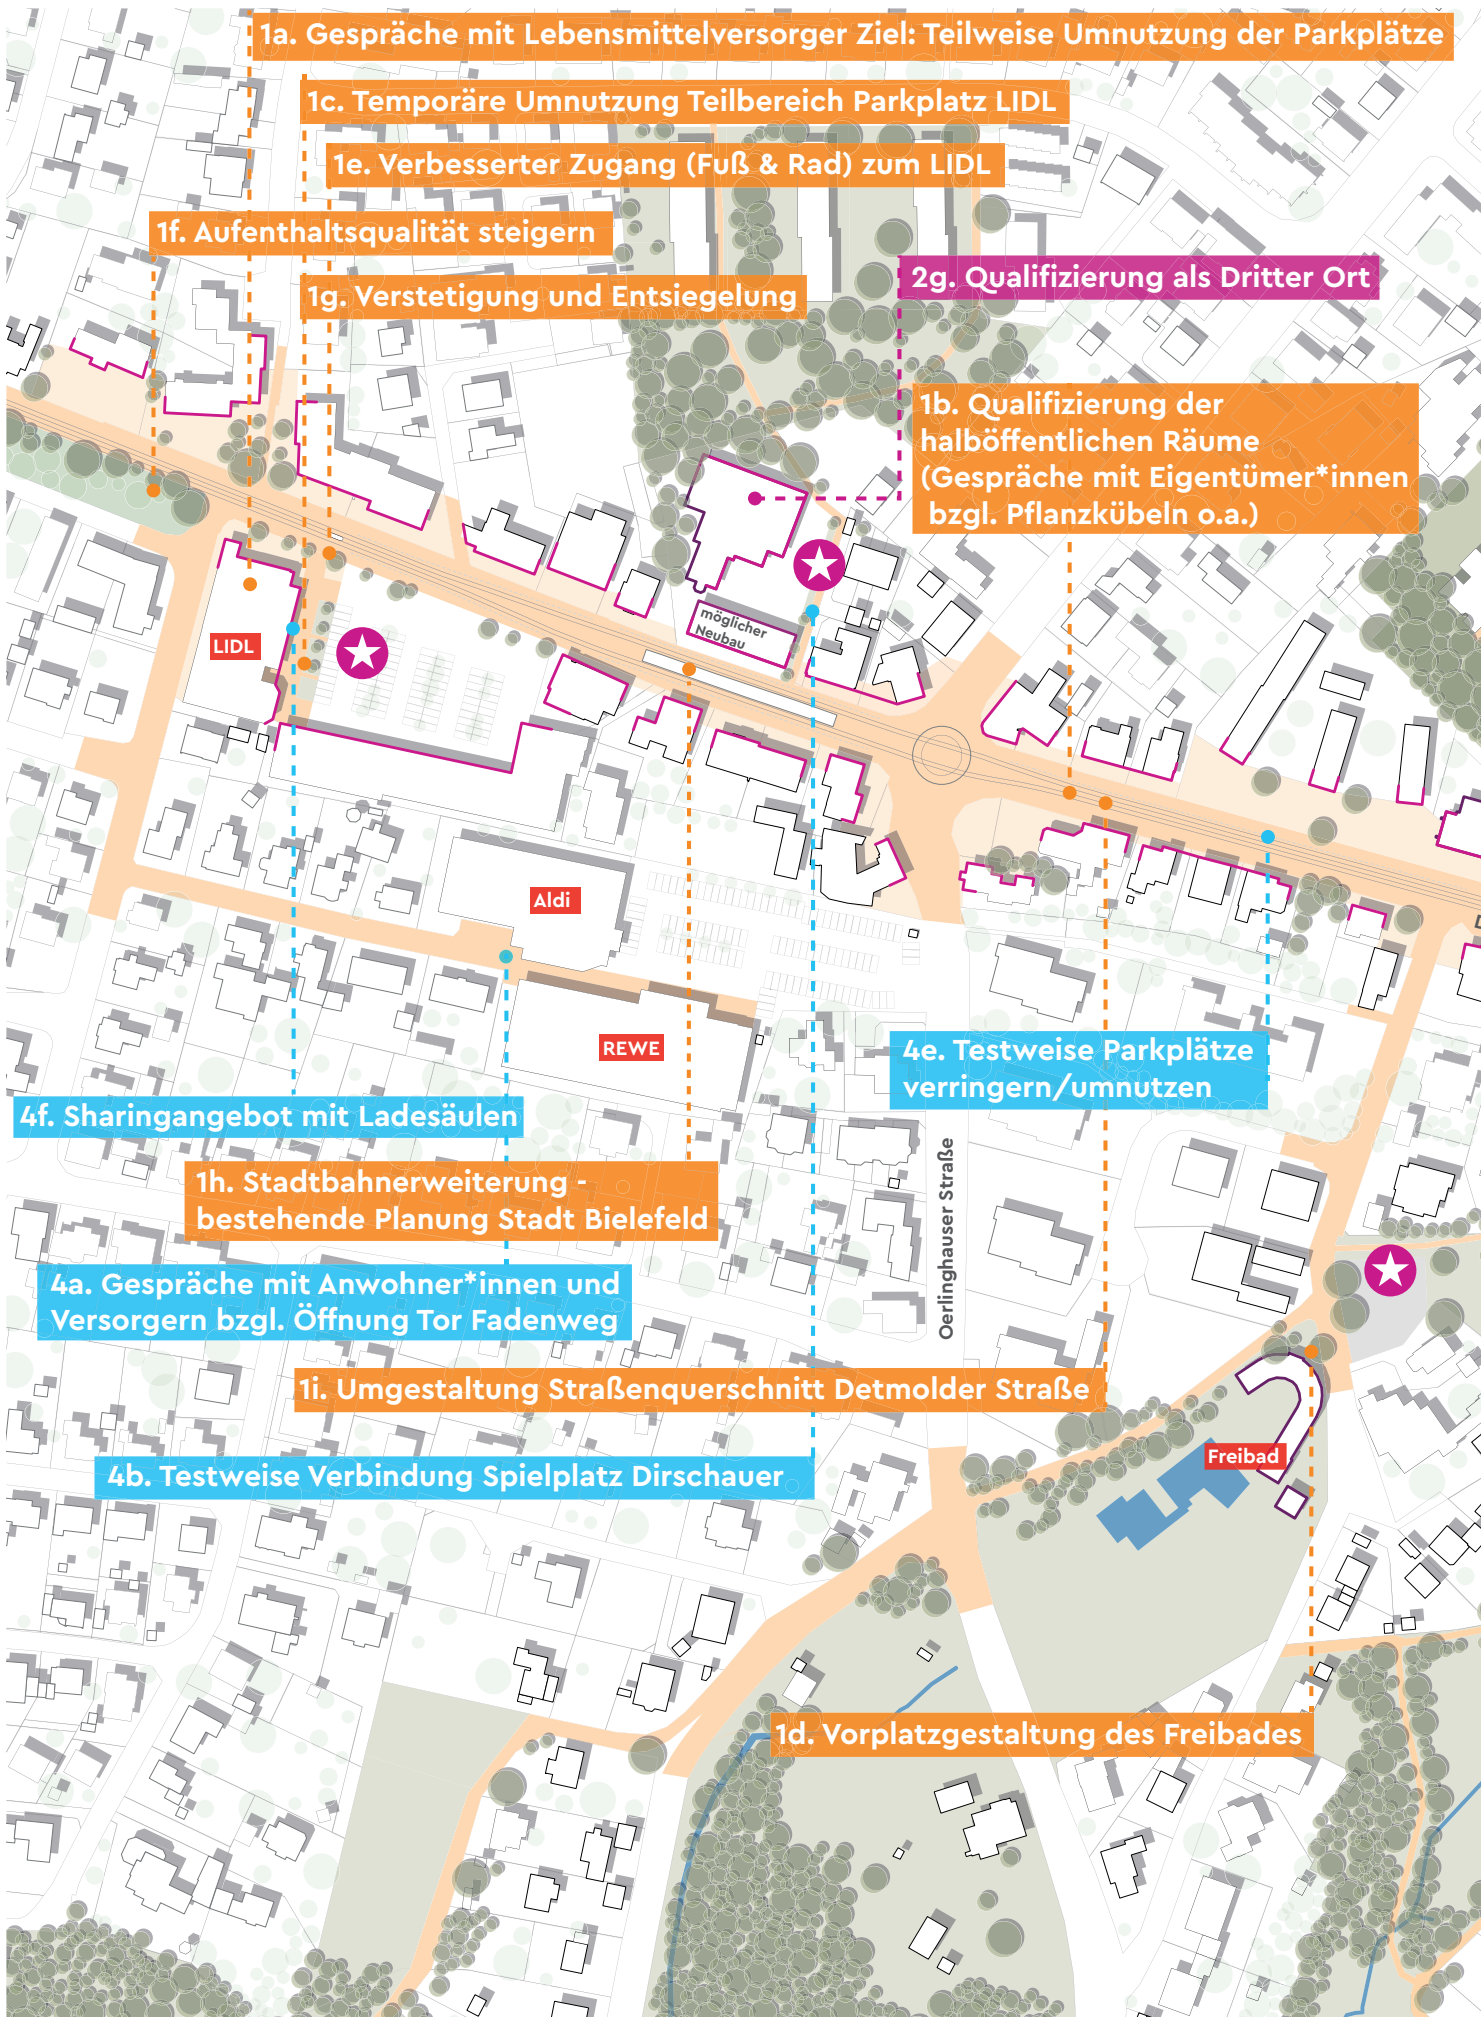 1a. Gespräche mit Lebensmittelversorger Ziel: Teilweise Umnutzung der Parkplätze
1c. Temporäre Umnutzung Teilbereich Parkplatz LIDL
1e. Verbesserter Zugang (Fuß & Rad) zum LIDL
1f. Aufenthaltsqualität steigern
2g. Qualifizierung als Dritter Ort
1g. Verstetigung und Entsiegelung
1b. Qualifizierung der
halböffentlichen Räume
(Gespräche mit Eigentümer*innen
bzgl. Pflanzkübeln o.a.)
möglicher
Neubau
LIDL
Aldi
REWE
4e. Testweise Parkplätze
verringern/umnutzen
4f. Sharingangebot mit Ladesäulen
1h. Stadtbahnerweiterung -
bestehende Planung Stadt Bielefeld
Oerlinghauser Straße
4a. Gespräche mit Anwohner*innen und
Versorgern bzgl. Öffnung Tor Fadenweg
1i. Umgestaltung Straßenquerschnitt Detmolder Straße
Freibad
4b. Testweise Verbindung Spielplatz Dirschauer
1d. Vorplatzgestaltung des Freibades